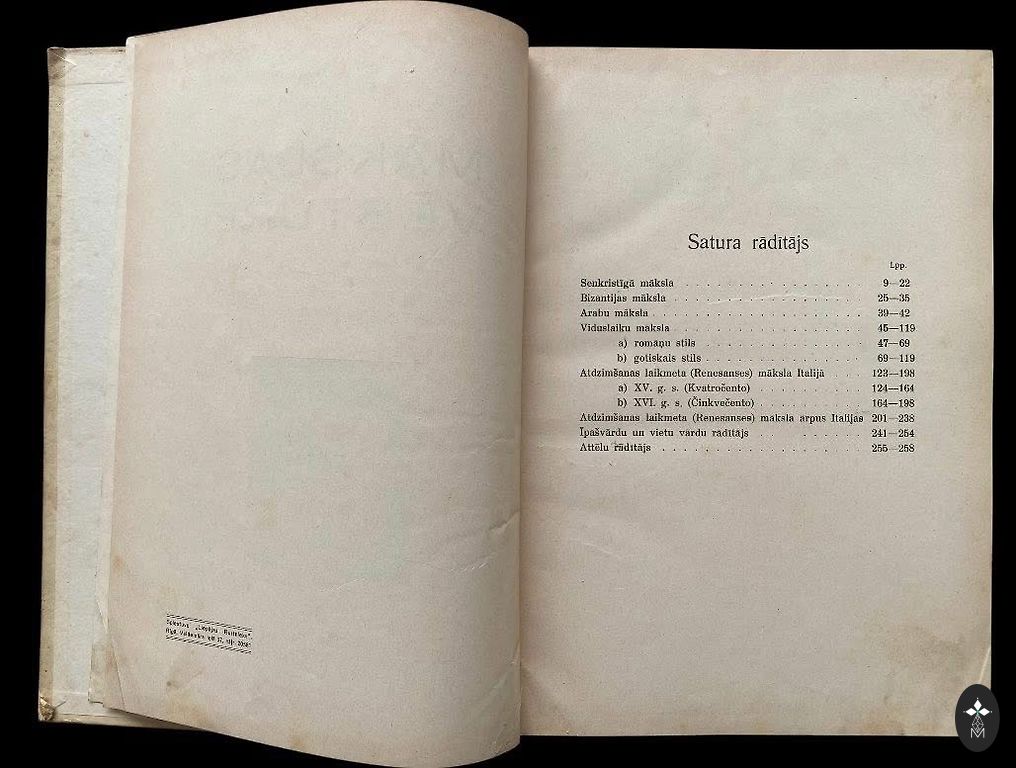 Spiestuve
Rīgā,
Satura rādītājs
Lpp.
Senkristīgā māksla 9—22
Bizantijas māksla 25—35
Arabu māksla 39—42
Viduslaiku māksla 45—119
a) romāņu stils 47—69
b) gotiskais stils 69—119
Atdzimšanas laikmeta (Renesanses) māksla Italijā 123—198
a) XV. g. s. (Kvatročento) 124—164
b) XVI. g. s. (Činkvečento) 164—198
Atdzimšanas laikmeta (Renesanses) māksla ārpus Italijas 201—238
Īpašvārdu un vietu vārdu rādītājs 241—254
Attēlu rādītājs 255—258
M